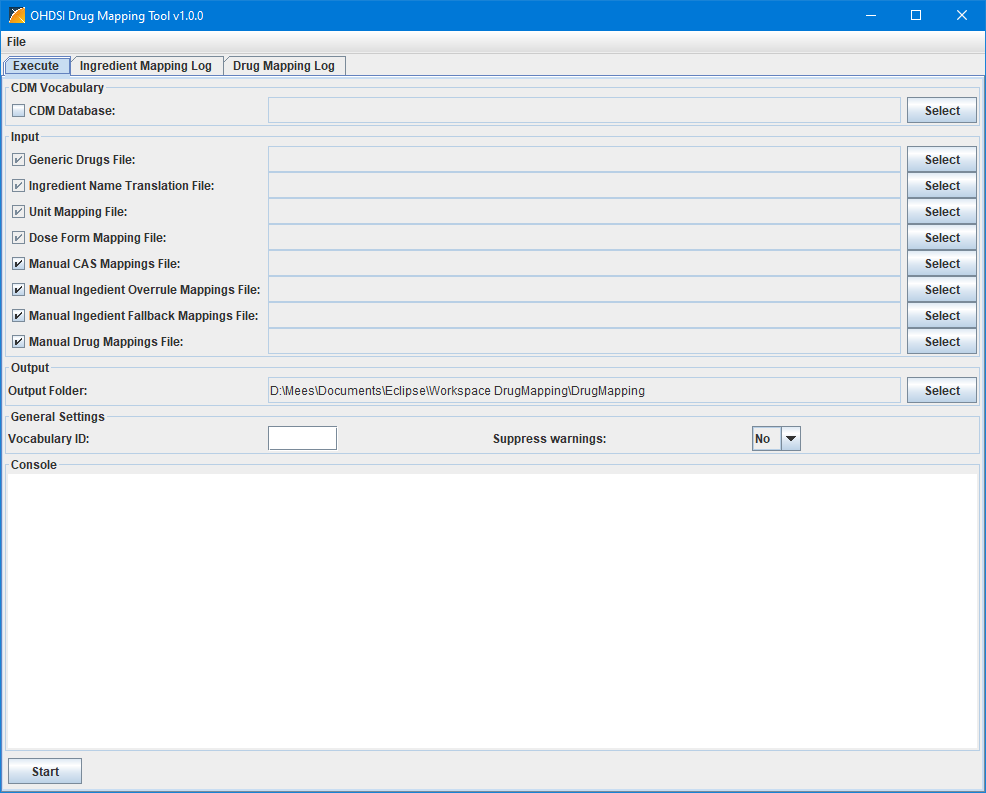 OHDSI Drug Mapping Tool v1.0.0
File
Execute Ingredient Mapping Log Drug Mapping Log
CDM Vocabulary
CDM Database: Select
Input
Generic Drugs File: Select
Ingredient Name Translation File: Select
Unit Mapping File: Select
Dose Form Mapping File: Select
Manual CAS Mappings File: Select
Manual Ingedient Overrule Mappings File: Select
Manual Ingedient Fallback Mappings File: Select
Manual Drug Mappings File: Select
Output
Output Folder: D:\Mees\Documents\Eclipse\Workspace DrugMapping\DrugMapping Select
General Settings
Vocabulary ID: Suppress warnings: No
Console
Start